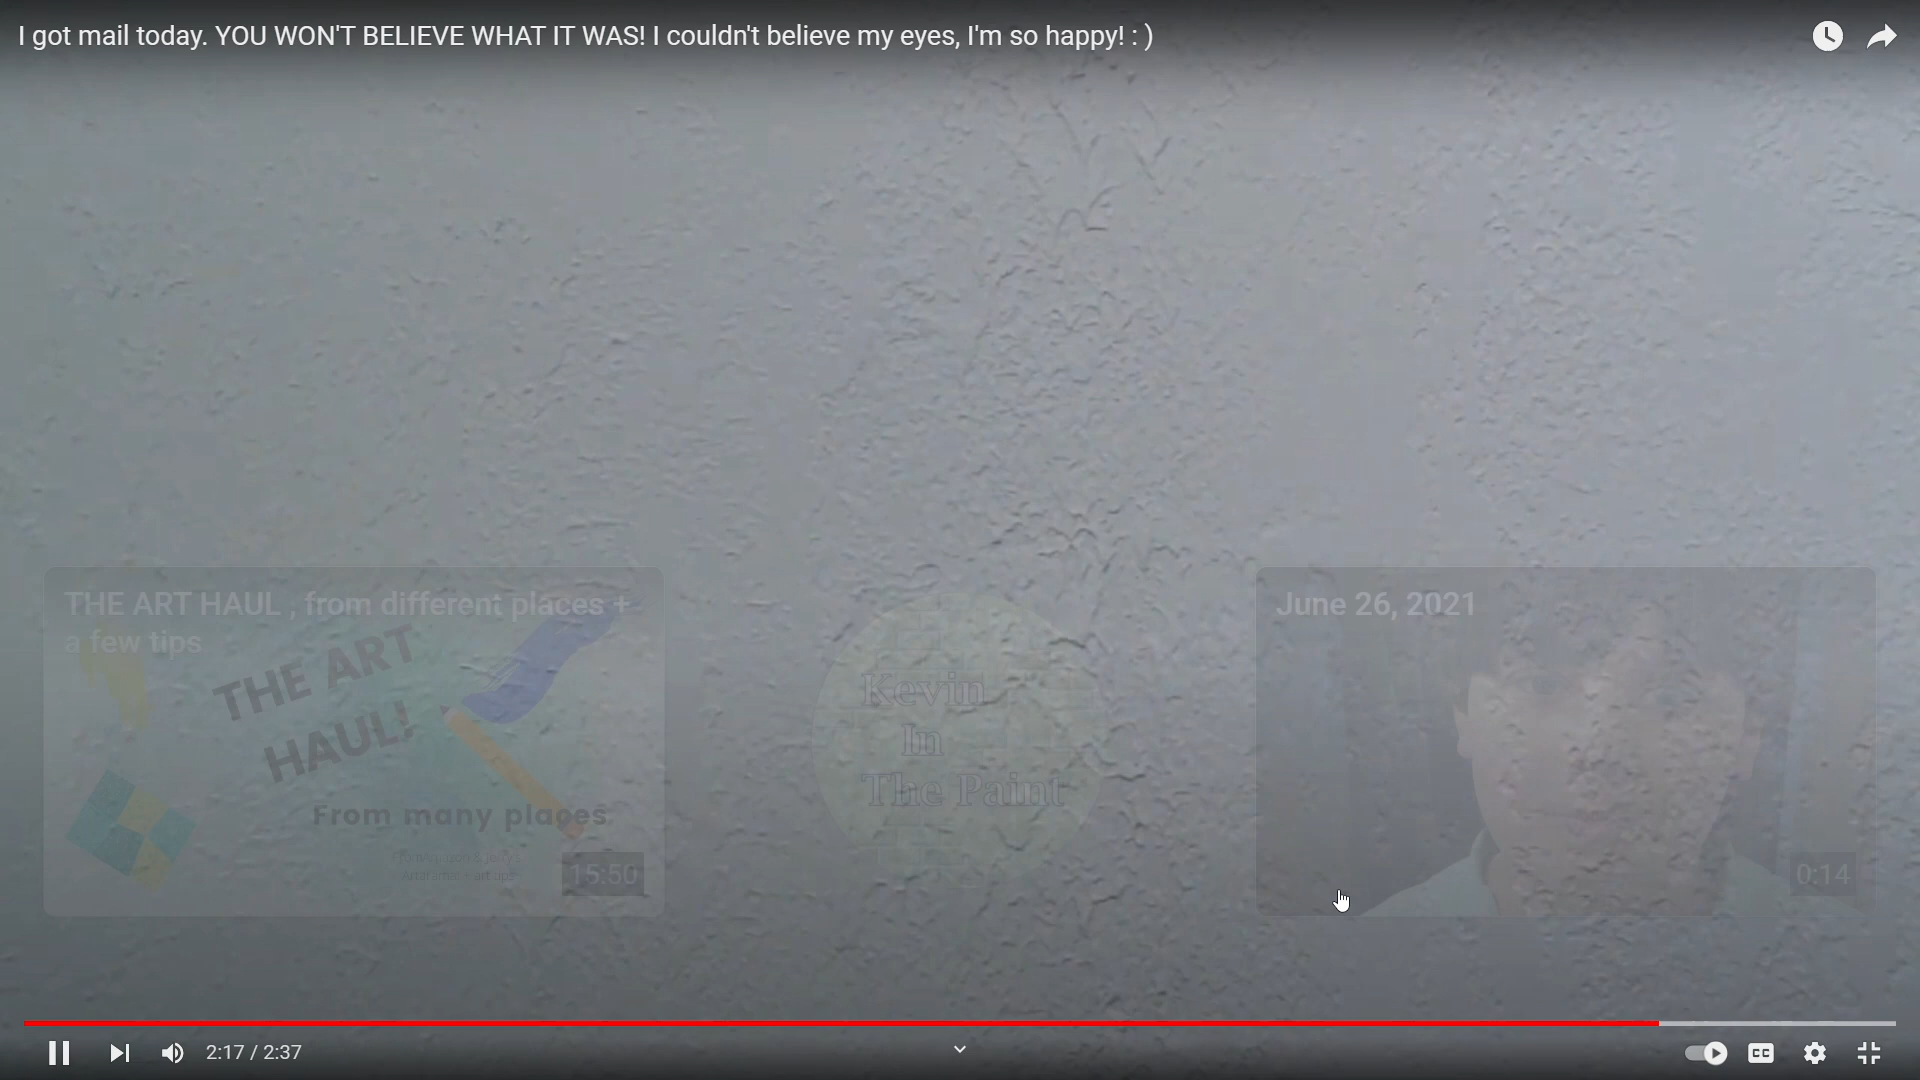 I got mail today. YOU WON'T BELIEVE WHAT IT WAS! I couldn't believe my eyes, I'm so happy! : )
THE ART HAUL , from different places +
a few tips
THE ART
HAUL!
From many places
15:50
Kevin
In
The Paint
June 26, 2021
0:14
2:17 / 2:37
CC